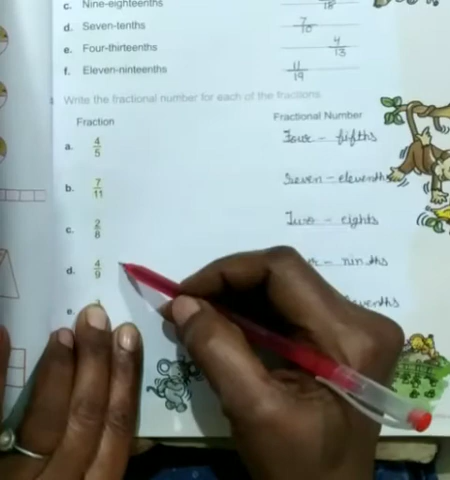 c. Nine-eighteenths 18
d. Seven-tenths 7/10
e. Four-thirteenths 4/13
f. Eleven-ninteenths 11/19
Write the fractional number for each of the fractions.
Fraction Fractional Number
a. 4/5 Four - fifths
b. 7/11 Seven - elevenths
c. 2/8 Two - eights
d. 4/9 - ninths
e.